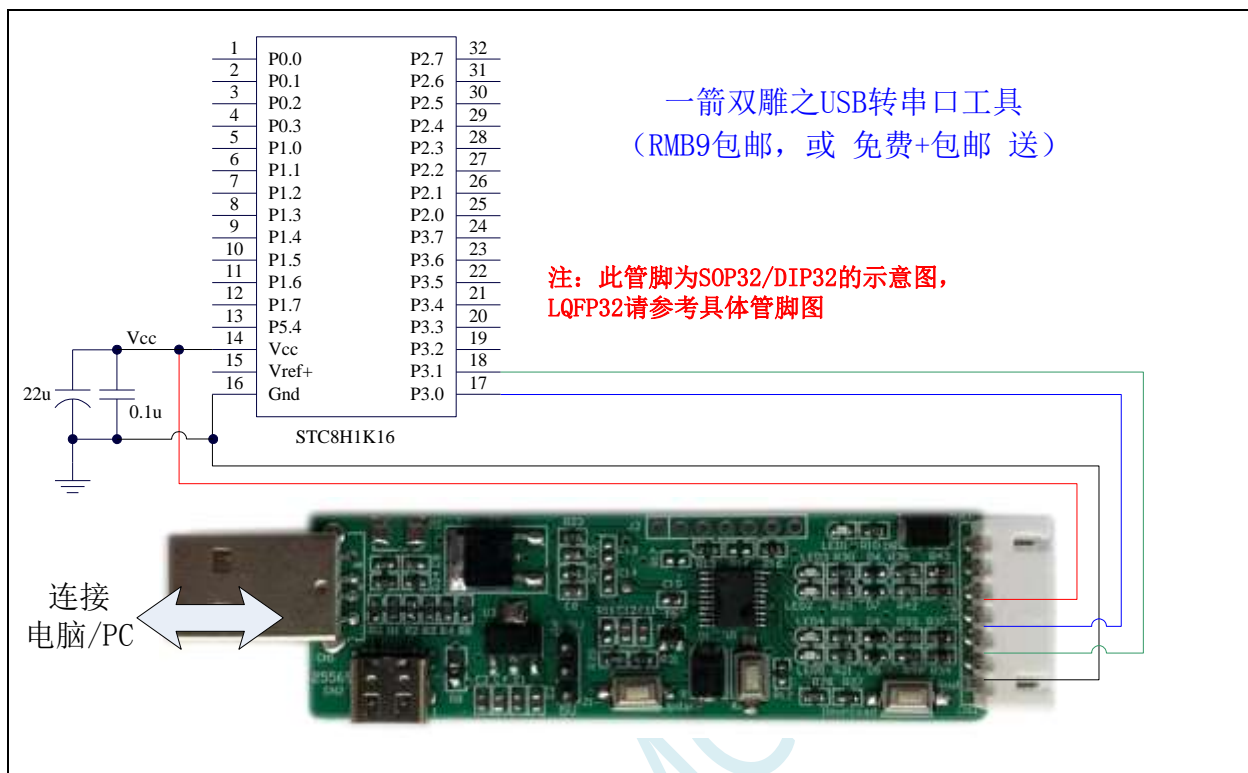 1 P0.0 P2.7 32
2 P0.1 P2.6 31
3 P0.2 P2.5 30
4 P0.3 P2.4 29
5 P1.0 P2.3 28
6 P1.1 P2.2 27
7 P1.2 P2.1 26
8 P1.3 P2.0 25
9 P1.4 P3.7 24
10 P1.5 P3.6 23
11 P1.6 P3.5 22
12 P1.7 P3.4 21
13 P5.4 P3.3 20
14 Vcc P3.2 19
15 Vref+ P3.1 18
16 Gnd P3.0 17
STC8H1K16
Vcc
22u
0.1u
一箭双雕之USB转串口工具
（RMB9包邮，或 免费+包邮 送）
注：此管脚为SOP32/DIP32的示意图，
LQFP32请参考具体管脚图
连接
电脑/PC